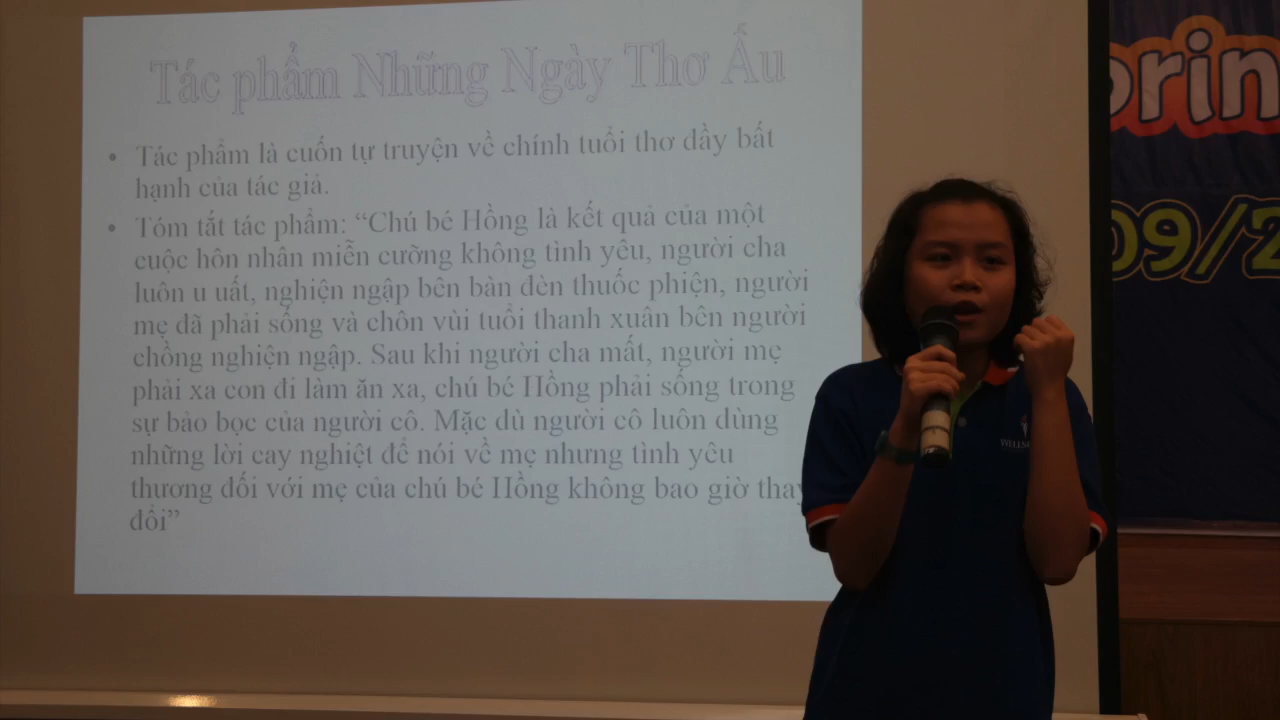 Tác phẩm Những Ngày Thơ Ấu
• Tác phẩm là cuốn tự truyện về chính tuổi thơ đầy bất
hạnh của tác giả.
• Tóm tắt tác phẩm: “Chú bé Hồng là kết quả của một
cuộc hôn nhân miễn cưỡng không tình yêu, người cha
luôn u uất, nghiện ngập bên bàn đèn thuốc phiện, người
mẹ đã phải sống và chôn vùi tuổi thanh xuân bên người
chồng nghiện ngập. Sau khi người cha mất, người mẹ
phải xa con đi làm ăn xa, chú bé Hồng phải sống trong
sự bảo bọc của người cô. Mặc dù người cô luôn dùng
những lời cay nghiệt để nói về mẹ nhưng tình yêu
thương đối với mẹ của chú bé Hồng không bao giờ thay
đổi”
orin
09/2